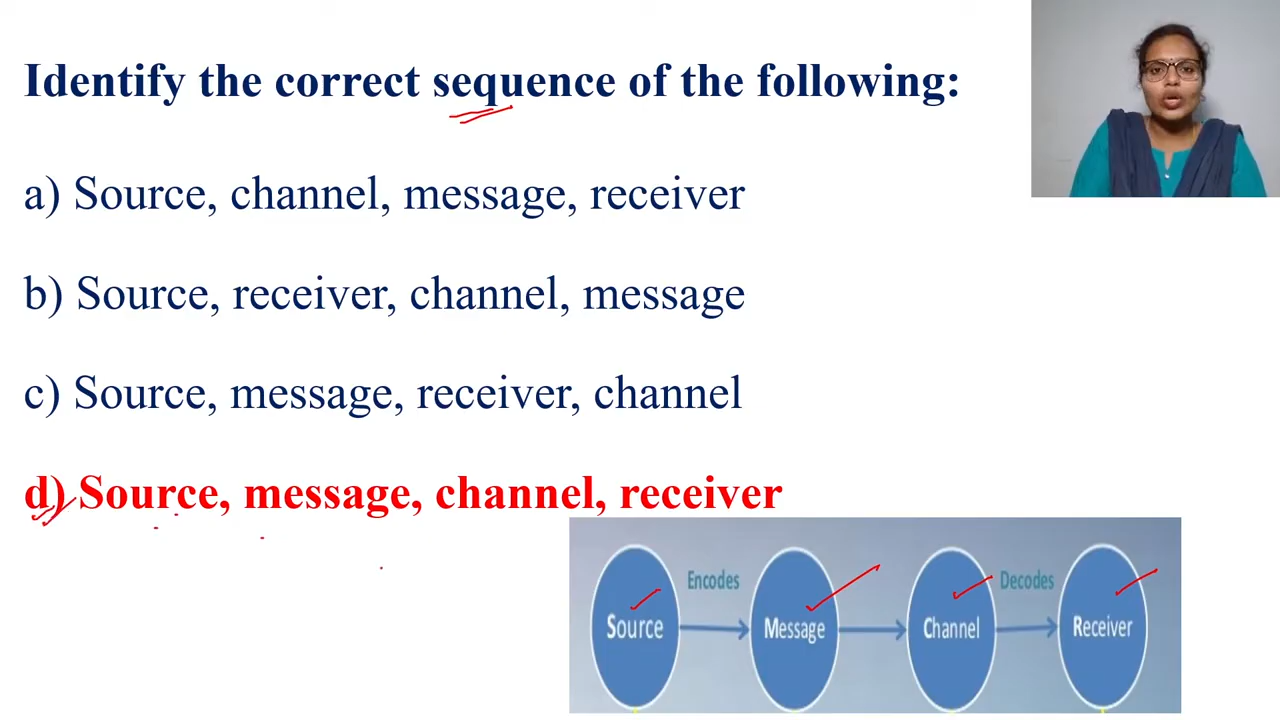 Identify the correct sequence of the following:
a) Source, channel, message, receiver
b) Source, receiver, channel, message
c) Source, message, receiver, channel
d) Source, message, channel, receiver
Encodes
Decodes
Source
Message
Channel
Receiver